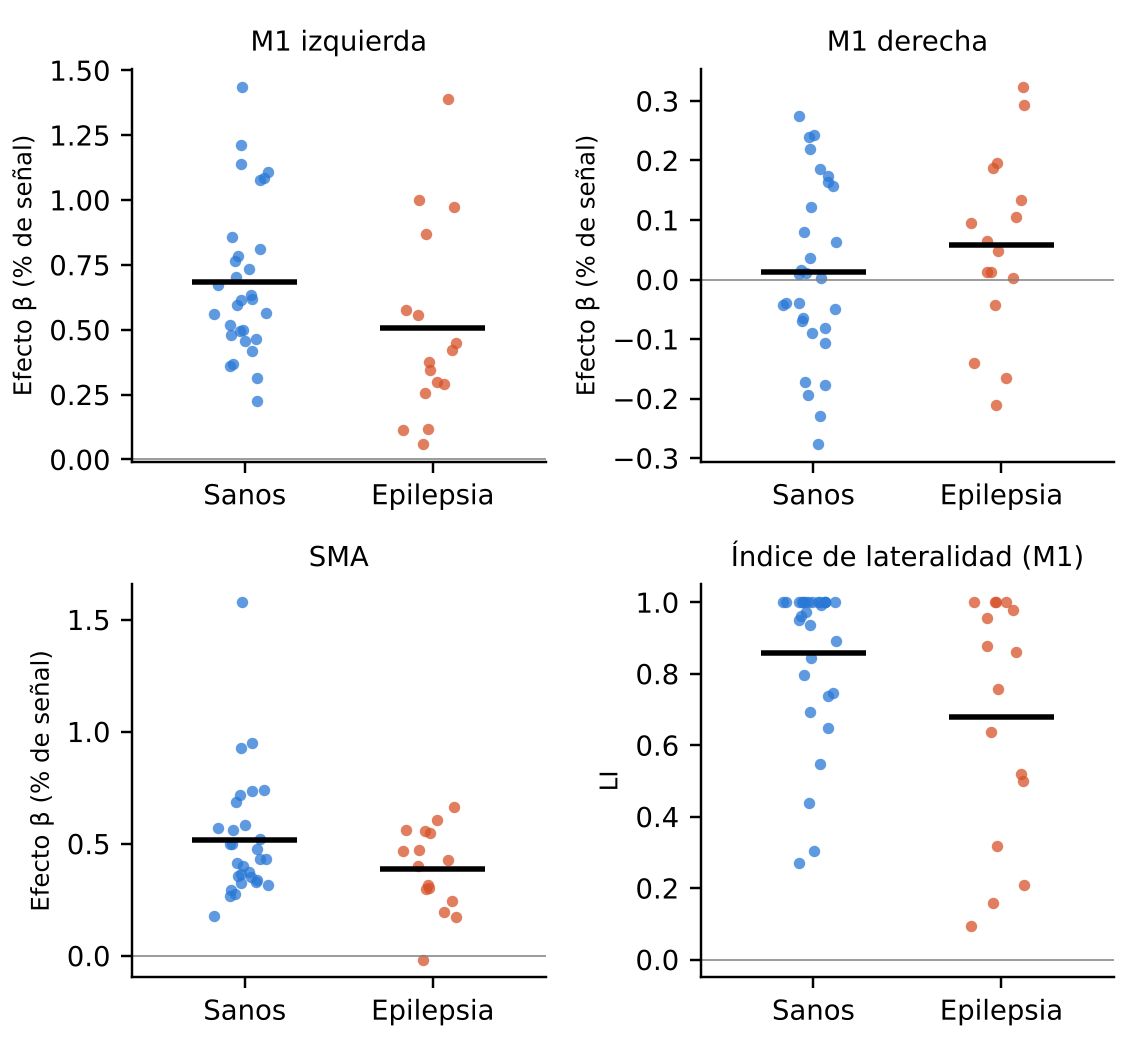 M1 izquierda
Efecto β (% de señal)
1.50
1.25
1.00
0.75
0.50
0.25
0.00
Sanos
Epilepsia
M1 derecha
Efecto β (% de señal)
0.3
0.2
0.1
0.0
−0.1
−0.2
−0.3
Sanos
Epilepsia
SMA
Efecto β (% de señal)
1.5
1.0
0.5
0.0
Sanos
Epilepsia
Índice de lateralidad (M1)
LI
1.0
0.8
0.6
0.4
0.2
0.0
Sanos
Epilepsia